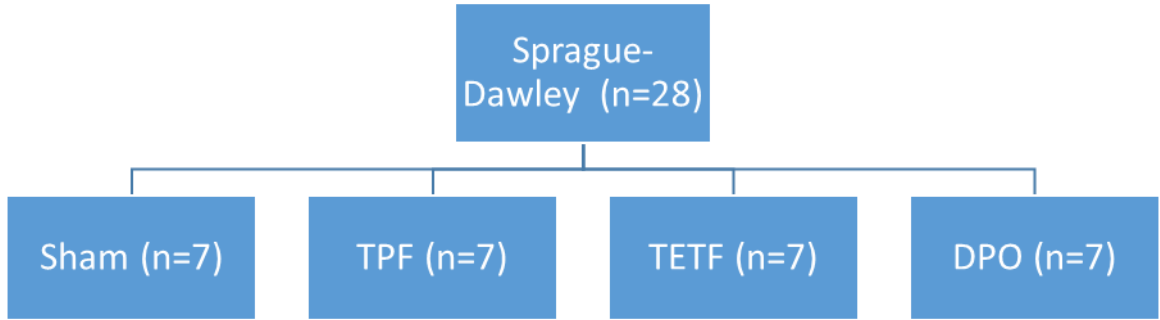 Sprague-
Dawley  (n=28)
Sham (n=7)
TPF (n=7)
TETF (n=7)
DPO (n=7)